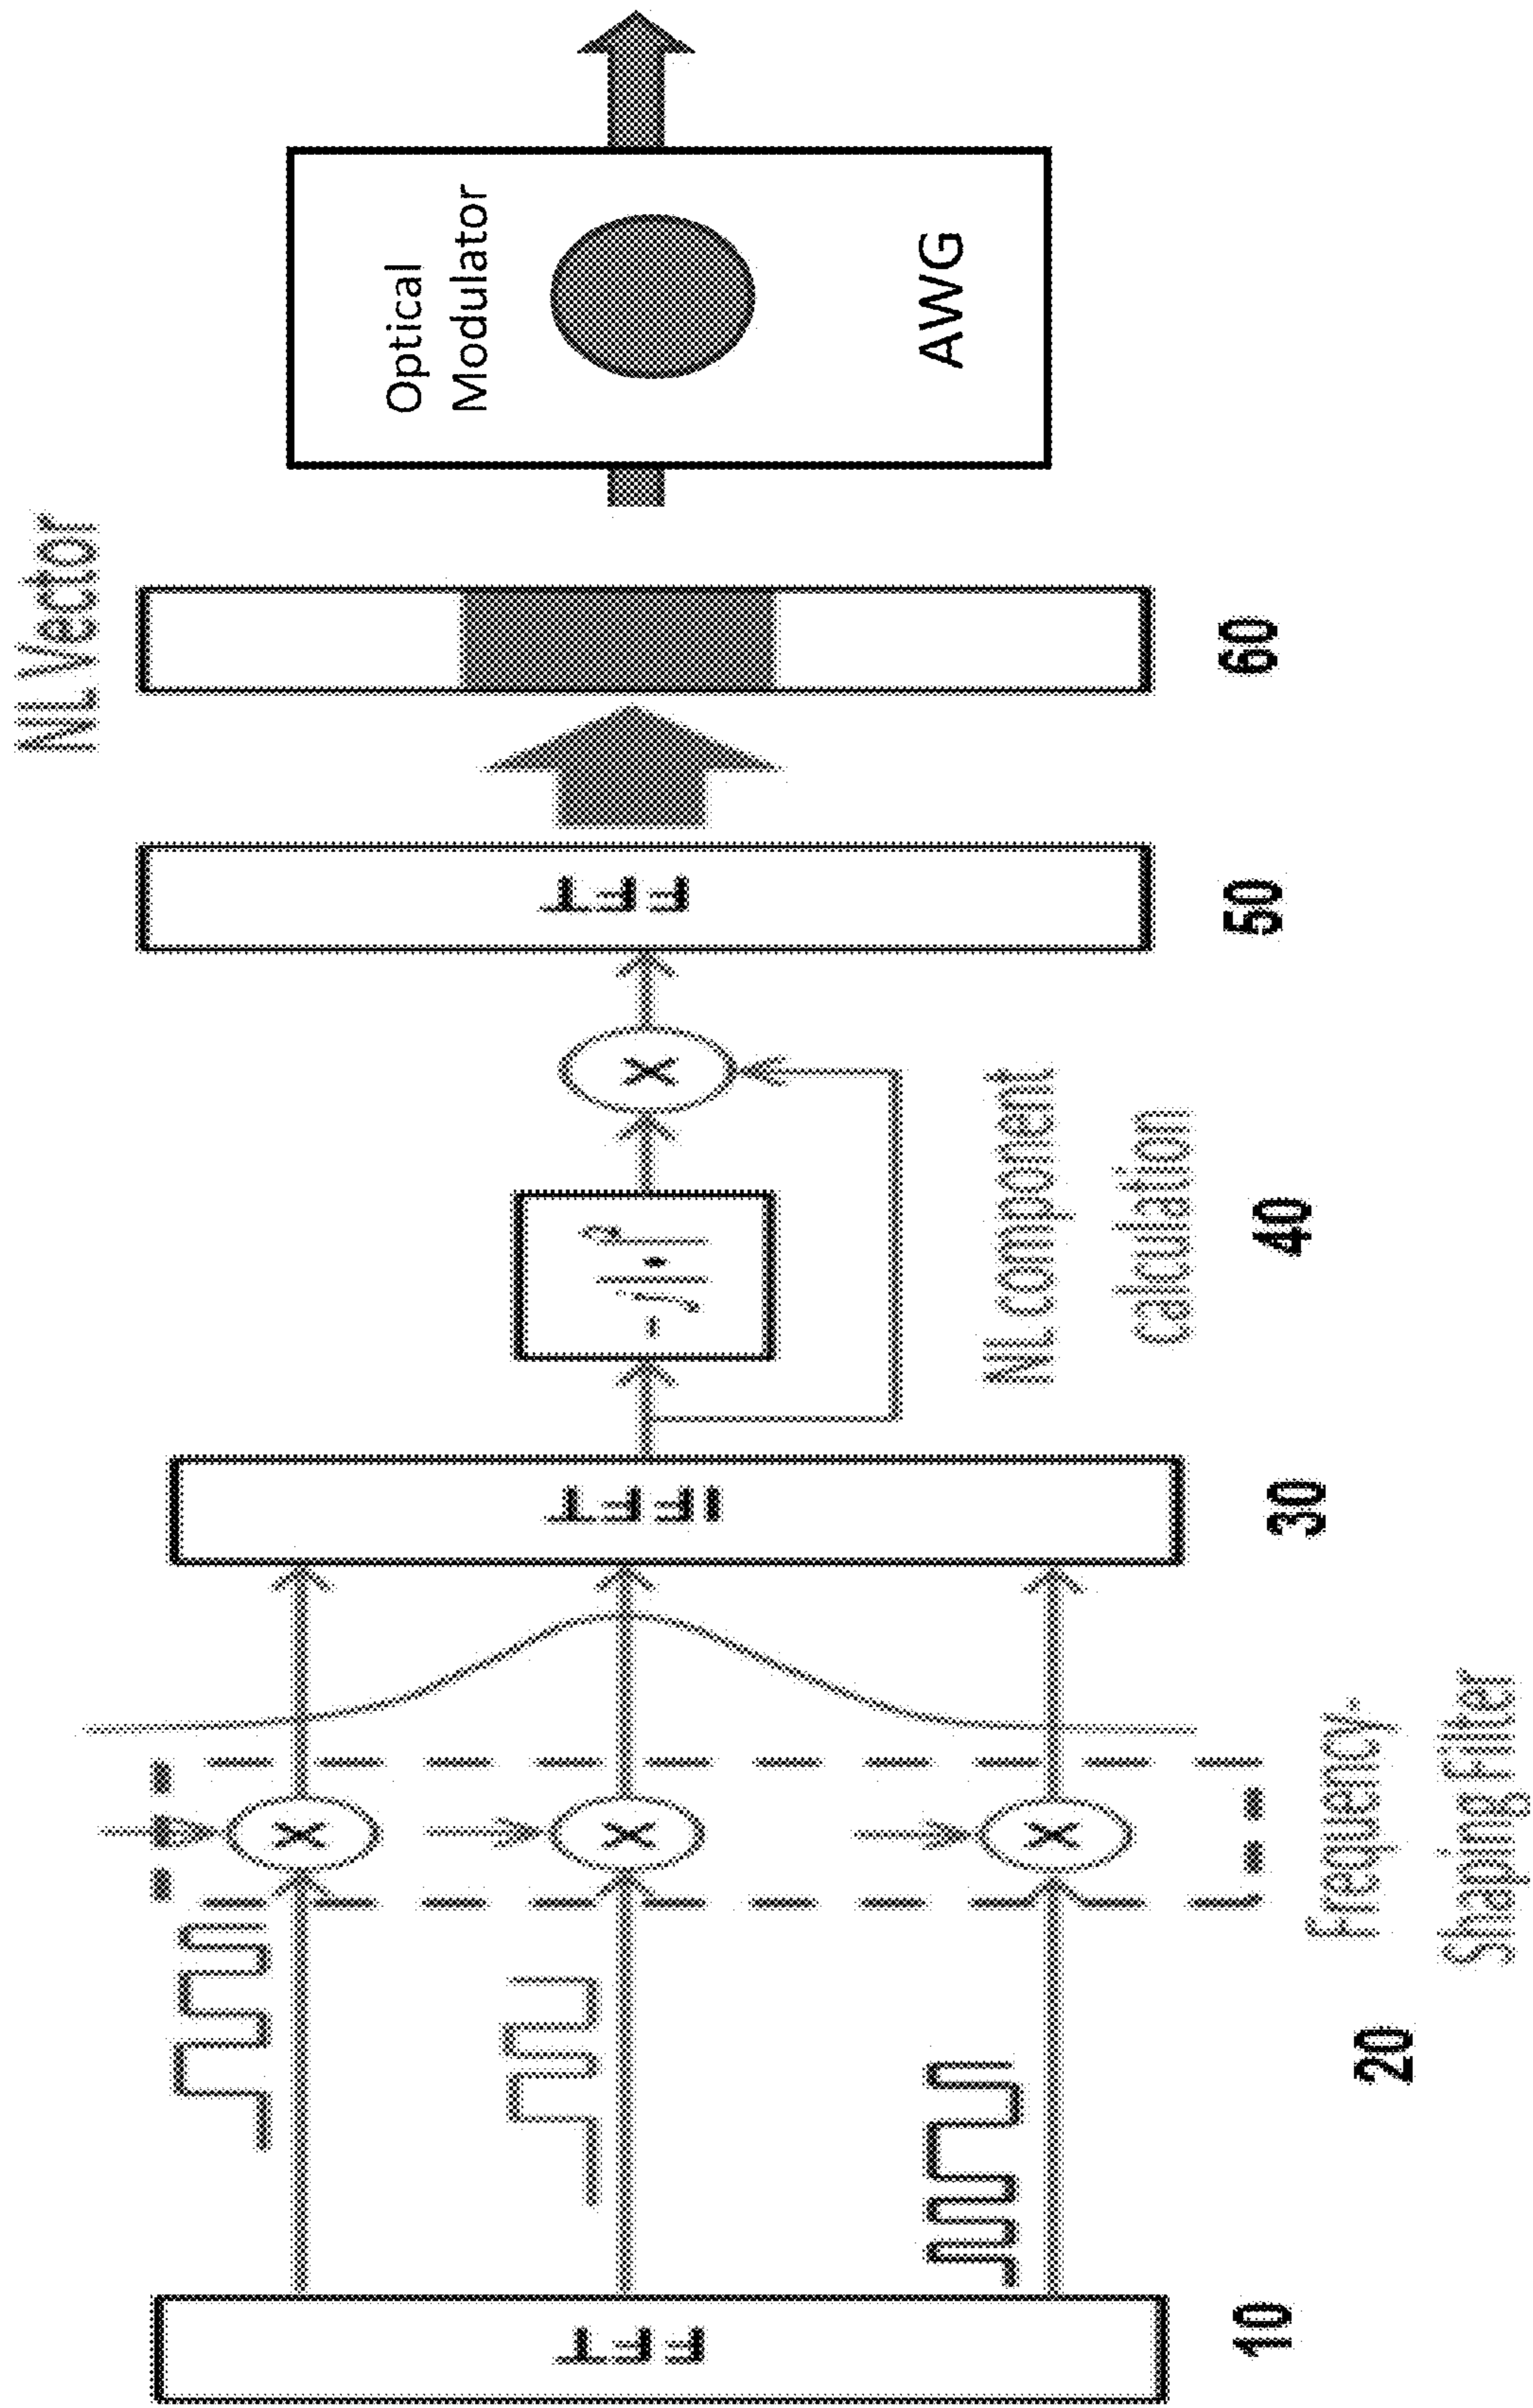 FFT
10
x
x
x
Frequency-
Shaping Filter
20
IFFT
30
-j|•|²
x
NL component
calculation
40
FFT
50
NL Vector
60
Optical
Modulator
AWG